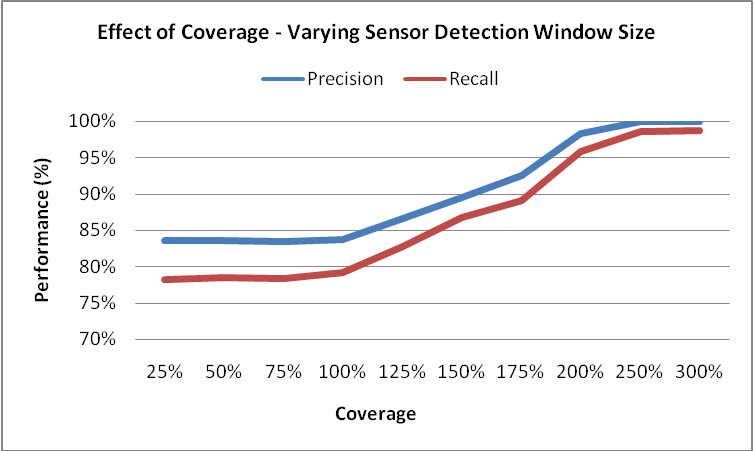 Effect of Coverage - Varying Sensor Detection Window Size
Precision Recall
Performance (%)
100%
95%
90%
85%
80%
75%
70%
25% 50% 75% 100% 125% 150% 175% 200% 250% 300%
Coverage